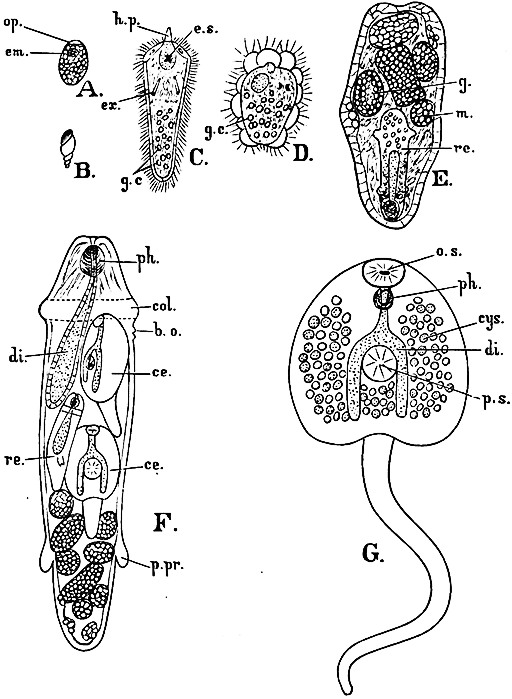 op.
em.
A.
B.
h.p.
e.s.
ex.
g.c
C.
g.c.
D.
g.
m.
re.
E.
ph.
col.
b.o.
di.
ce.
re.
ce.
F.
p.pr.
o.s.
ph.
cys.
di.
p.s.
G.